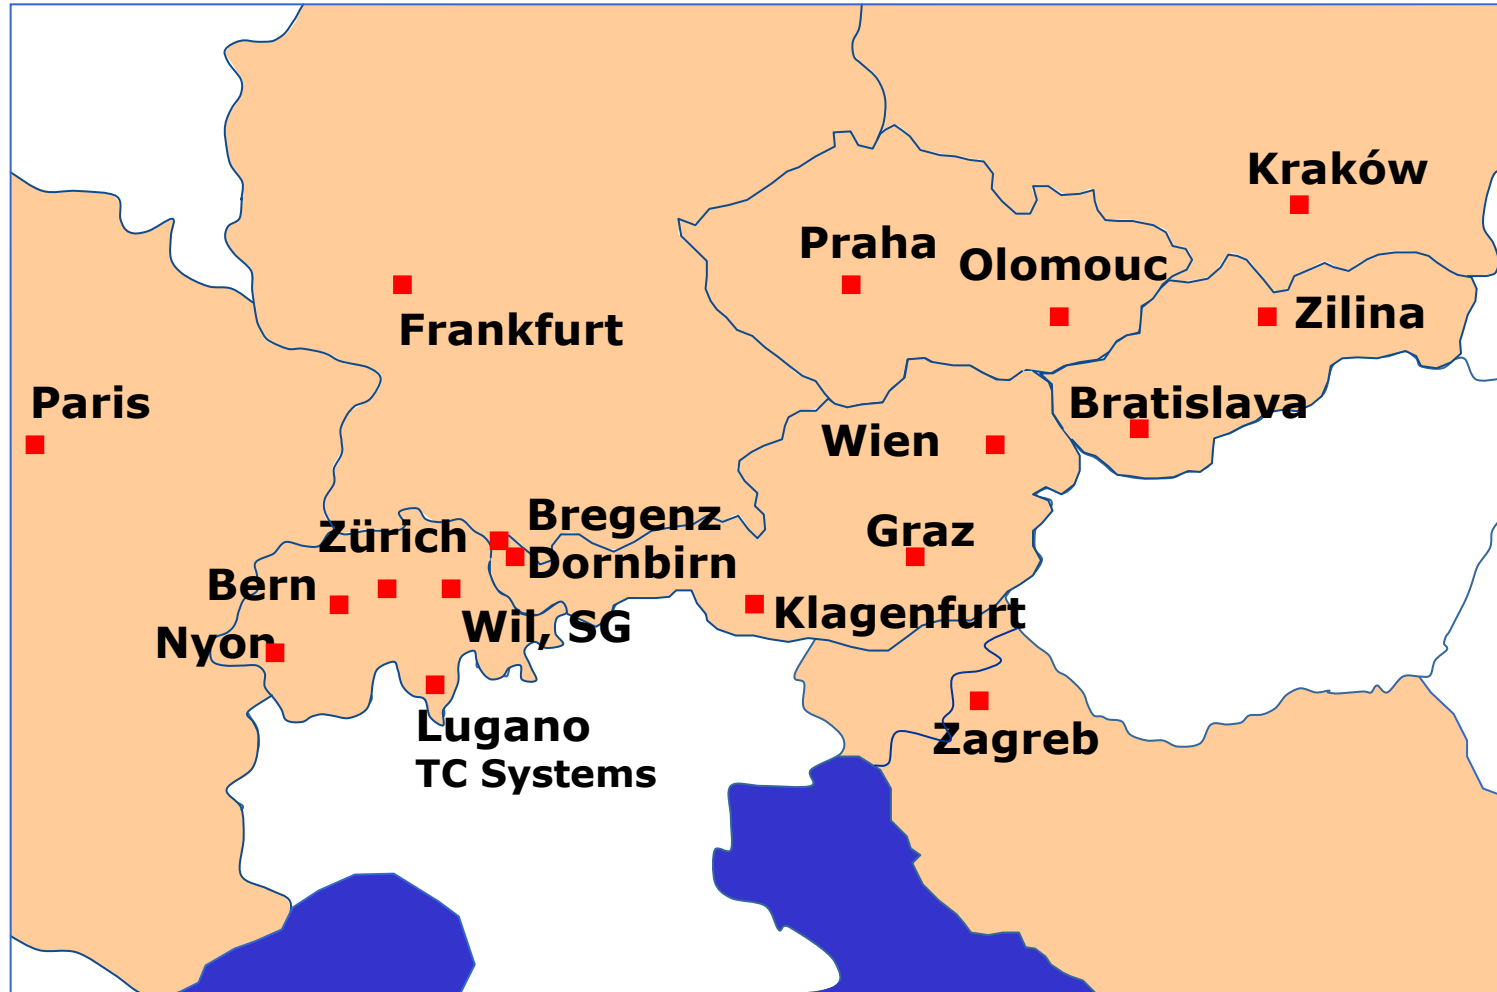 Kraków
Praha
Olomouc
Zilina
Frankfurt
Paris
Bratislava
Wien
Bregenz
Zürich
Graz
Dornbirn
Bern
Klagenfurt
Wil, SG
Nyon
Lugano
TC Systems
Zagreb